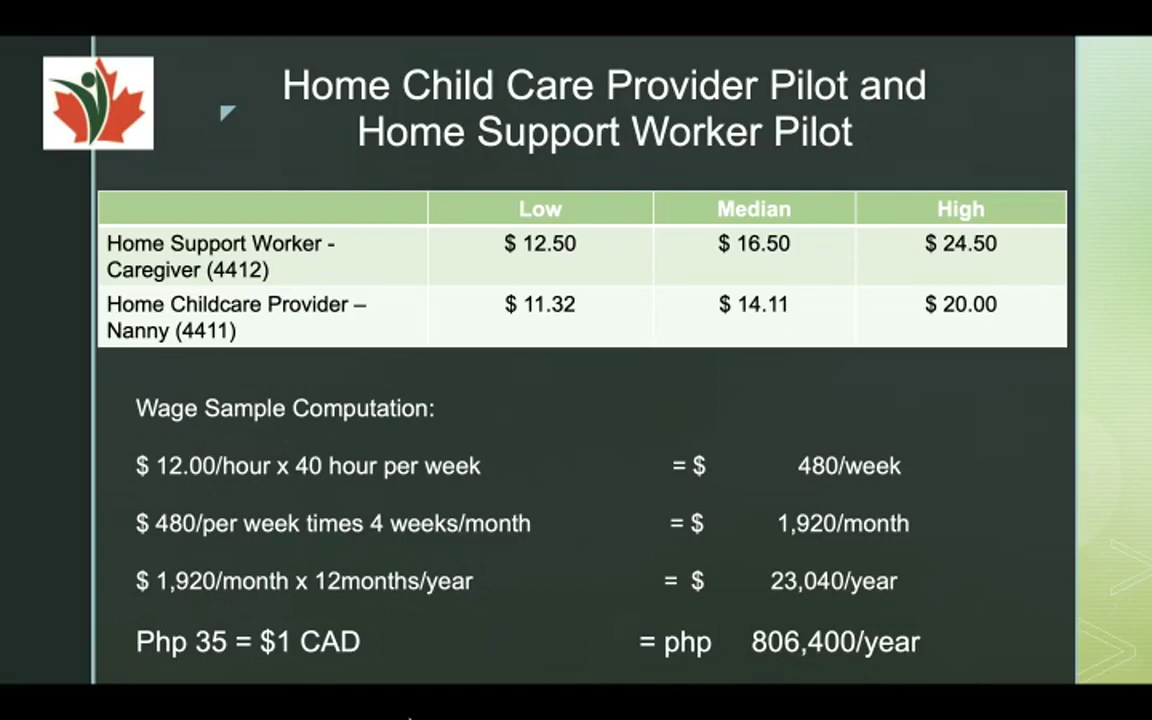 Home Child Care Provider Pilot and
Home Support Worker Pilot
Low Median High
Home Support Worker - $ 12.50 $ 16.50 $ 24.50
Caregiver (4412)
Home Childcare Provider – $ 11.32 $ 14.11 $ 20.00
Nanny (4411)
Wage Sample Computation:
$ 12.00/hour x 40 hour per week = $ 480/week
$ 480/per week times 4 weeks/month = $ 1,920/month
$ 1,920/month x 12months/year = $ 23,040/year
Php 35 = $1 CAD = php 806,400/year